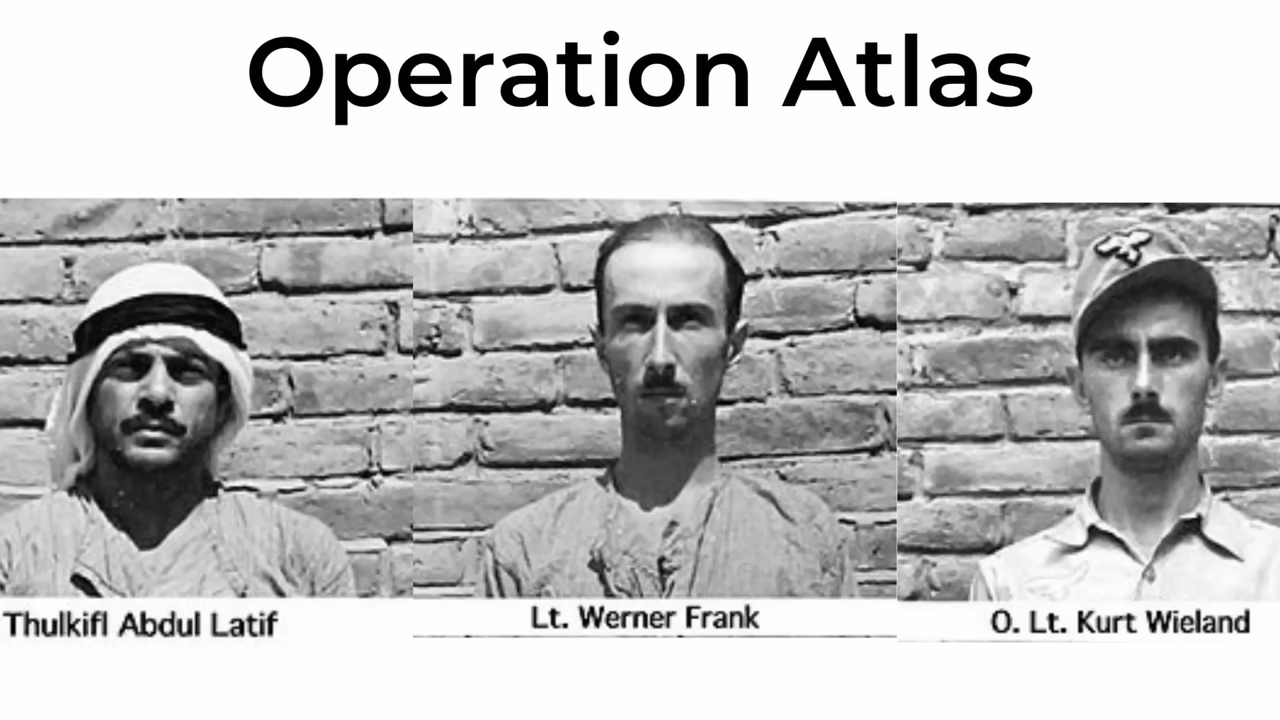 Operation Atlas
Thulkifl Abdul Latif
Lt. Werner Frank
O. Lt. Kurt Wieland